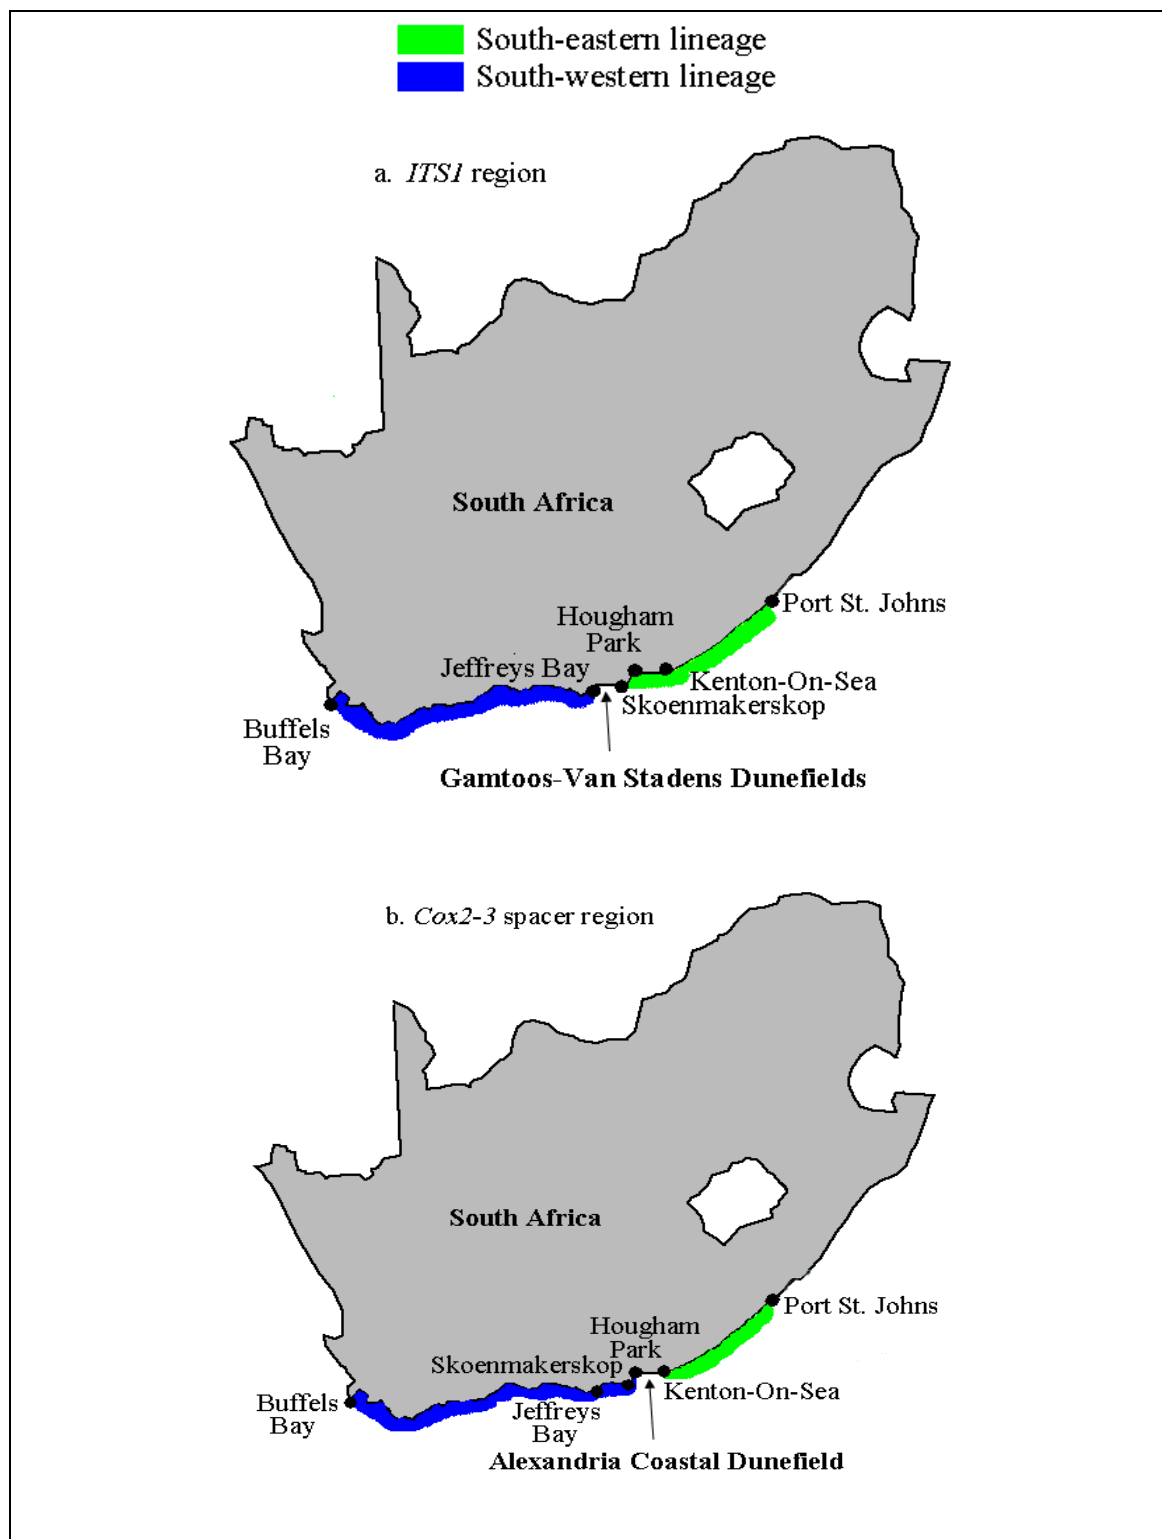 South-eastern lineage
South-western lineage
a. ITS1 region
South Africa
Port St. Johns
Hougham
Park
Jeffreys Bay
Kenton-On-Sea
Skoenmakerskop
Buffels
Bay
Gamtoos-Van Stadens Dunefields
b. Cox2-3 spacer region
South Africa
Port St. Johns
Hougham
Park
Skoenmakerskop
Kenton-On-Sea
Buffels
Bay
Jeffreys
Bay
Alexandria Coastal Dunefield